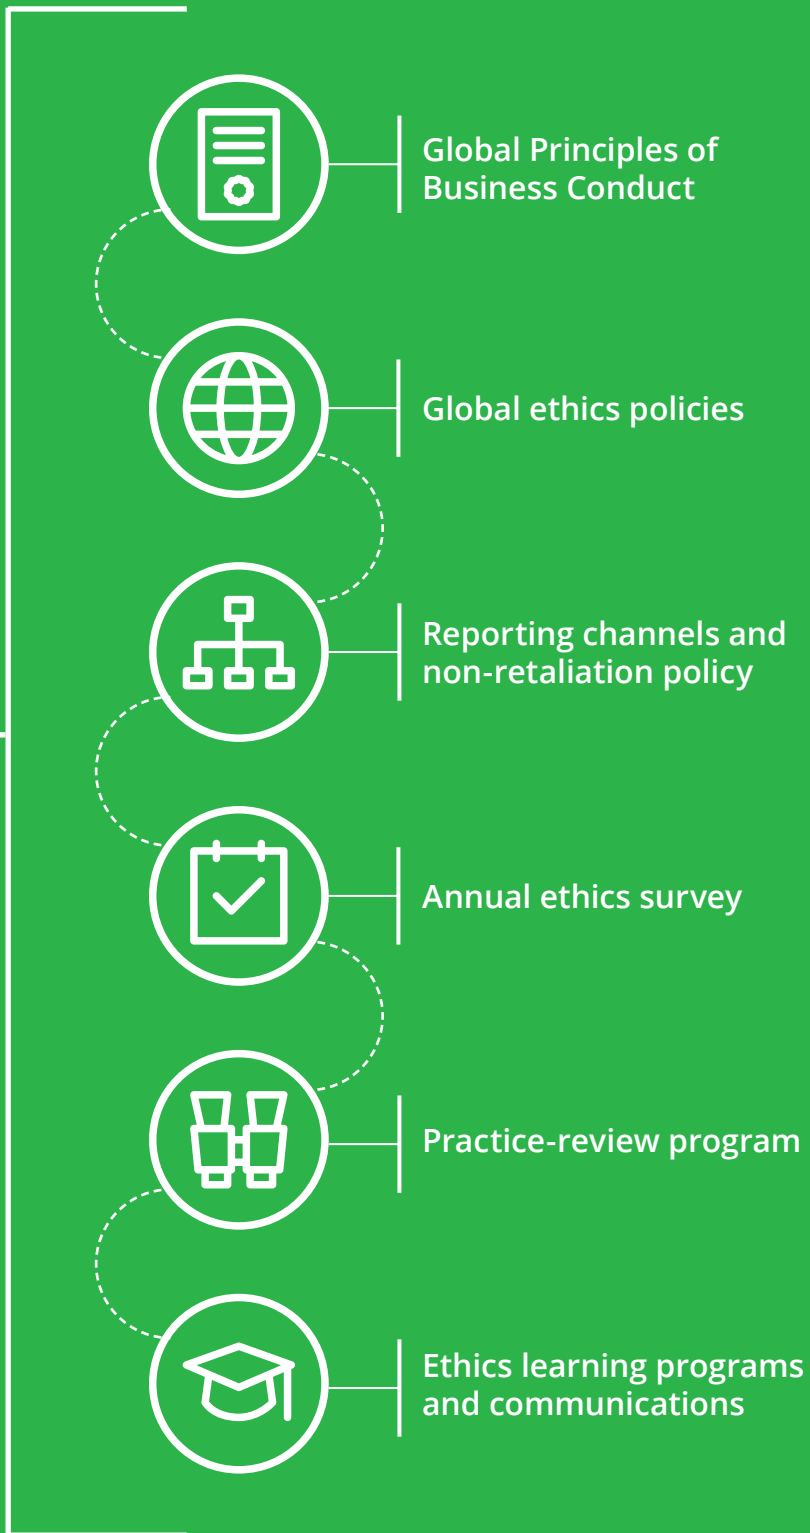 Global Principles of
Business Conduct
Global ethics policies
Reporting channels and
non-retaliation policy
Annual ethics survey
Practice-review program
Ethics learning programs
and communications